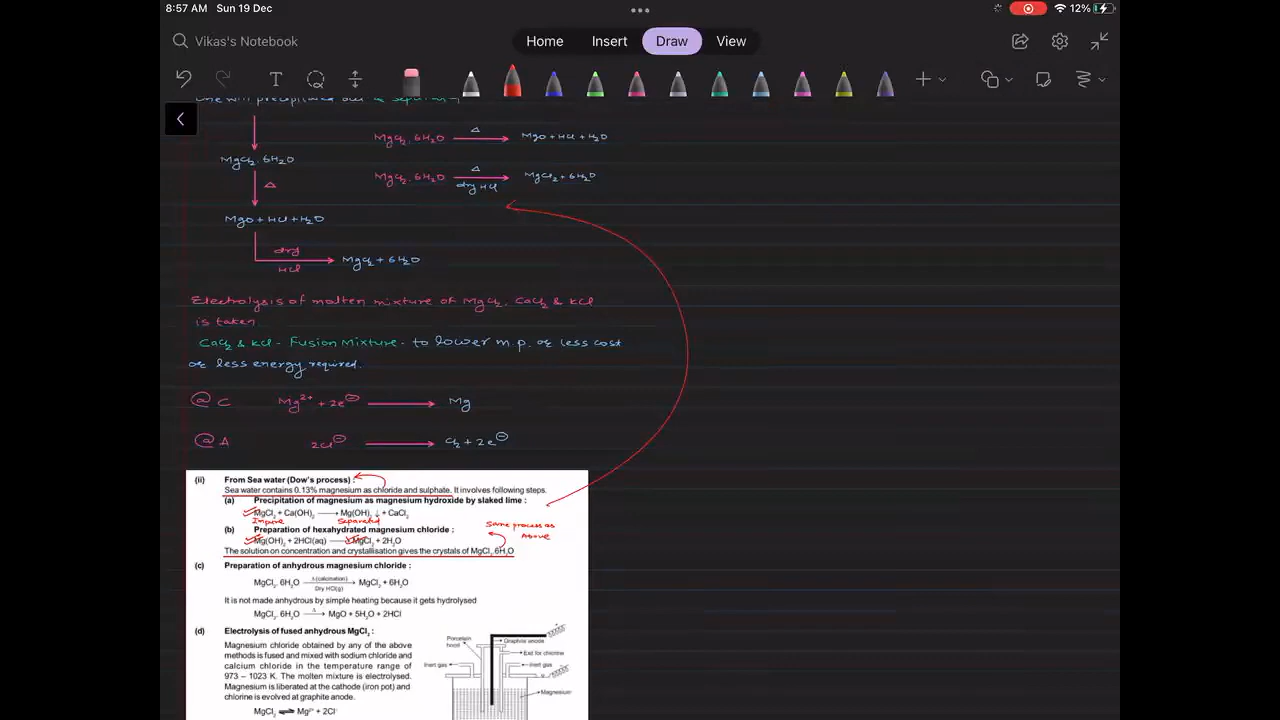 8:57 AM Sun 19 Dec
12%
Vikas's Notebook
Home Insert Draw View
MgCl2. 6H2O
Δ
MgO + HCl + H2O
dry
HCl
MgCl2 + 6H2O
MgCl2. 6H2O Δ MgO + HCl + H2O
MgCl2. 6H2O Δ dry HCl MgCl2 + 6H2O
Electrolysis of molten mixture of MgCl2, CaCl2 & KCl
is taken.
CaCl2 & KCl - Fusion Mixture - to lower m.p. or less cost
or less energy required.
@ C Mg2+ + 2e⊖ ⟶ Mg
@ A 2Cl⊖ ⟶ Cl2 + 2e⊖
(ii) From Sea water (Dow's process) :
Sea water contains 0.13% magnesium as chloride and sulphate. It involves following steps.
(a) Precipitation of magnesium as magnesium hydroxide by slaked lime :
MgCl2 + Ca(OH)2 ⟶ Mg(OH)2 ↓ + CaCl2
Impure Separated
(b) Preparation of hexahydrated magnesium chloride :
Same process as
Above
Mg(OH)2 + 2HCl(aq) ⟶ MgCl2 + 2H2O
The solution on concentration and crystallisation gives the crystals of MgCl2.6H2O
(c) Preparation of anhydrous magnesium chloride :
MgCl2. 6H2O Δ (calcination) Dry HCl(g) MgCl2 + 6H2O
It is not made anhydrous by simple heating because it gets hydrolysed
MgCl2. 6H2O Δ MgO + 5H2O + 2HCl
(d) Electrolysis of fused anhydrous MgCl2 :
Magnesium chloride obtained by any of the above
methods is fused and mixed with sodium chloride and
calcium chloride in the temperature range of
973 – 1023 K. The molten mixture is electrolysed.
Magnesium is liberated at the cathode (iron pot) and
chlorine is evolved at graphite anode.
MgCl2 ⇌ Mg2+ + 2Cl-
Porcelain
hood
Graphite anode
Exit for chlorine
Inert gas
Inert gas
Magnesium